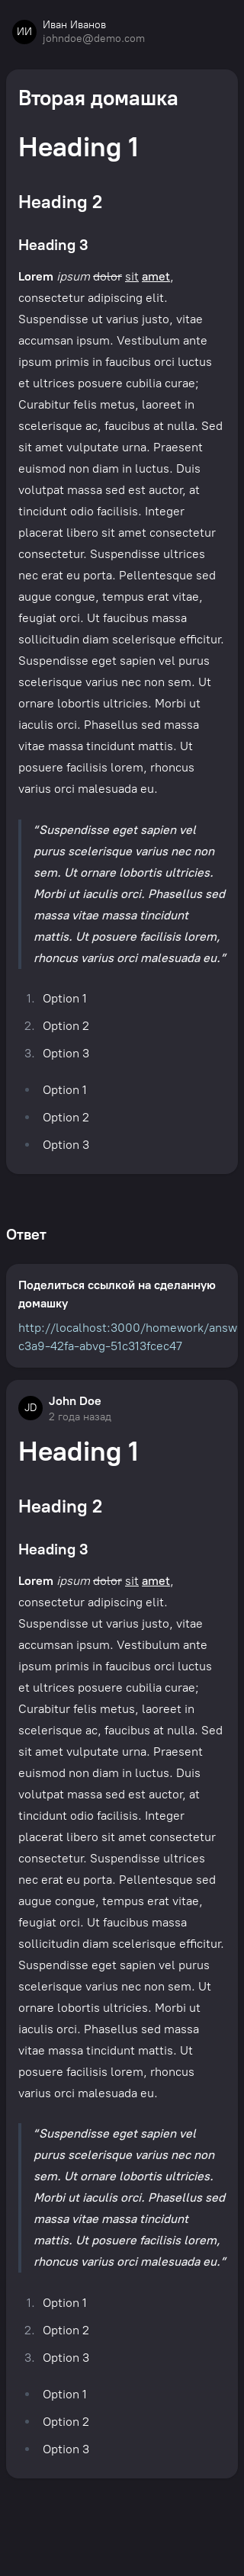 ИИ
Иван Иванов
johndoe@demo.com
Вторая домашка
Heading 1
Heading 2
Heading 3
Lorem ipsum dolor sit amet,
consectetur adipiscing elit.
Suspendisse ut varius justo, vitae
accumsan ipsum. Vestibulum ante
ipsum primis in faucibus orci luctus
et ultrices posuere cubilia curae;
Curabitur felis metus, laoreet in
scelerisque ac, faucibus at nulla. Sed
sit amet vulputate urna. Praesent
euismod non diam in luctus. Duis
volutpat massa sed est auctor, at
tincidunt odio facilisis. Integer
placerat libero sit amet consectetur
consectetur. Suspendisse ultrices
nec erat eu porta. Pellentesque sed
augue congue, tempus erat vitae,
feugiat orci. Ut faucibus massa
sollicitudin diam scelerisque efficitur.
Suspendisse eget sapien vel purus
scelerisque varius nec non sem. Ut
ornare lobortis ultricies. Morbi ut
iaculis orci. Phasellus sed massa
vitae massa tincidunt mattis. Ut
posuere facilisis lorem, rhoncus
varius orci malesuada eu.
“Suspendisse eget sapien vel
purus scelerisque varius nec non
sem. Ut ornare lobortis ultricies.
Morbi ut iaculis orci. Phasellus sed
massa vitae massa tincidunt
mattis. Ut posuere facilisis lorem,
rhoncus varius orci malesuada eu.”
1. Option 1
2. Option 2
3. Option 3
• Option 1
• Option 2
• Option 3
Ответ
Поделиться ссылкой на сделанную
домашку
http://localhost:3000/homework/answ
c3a9-42fa-abvg-51c313fcec47
JD
John Doe
2 года назад
Heading 1
Heading 2
Heading 3
Lorem ipsum dolor sit amet,
consectetur adipiscing elit.
Suspendisse ut varius justo, vitae
accumsan ipsum. Vestibulum ante
ipsum primis in faucibus orci luctus
et ultrices posuere cubilia curae;
Curabitur felis metus, laoreet in
scelerisque ac, faucibus at nulla. Sed
sit amet vulputate urna. Praesent
euismod non diam in luctus. Duis
volutpat massa sed est auctor, at
tincidunt odio facilisis. Integer
placerat libero sit amet consectetur
consectetur. Suspendisse ultrices
nec erat eu porta. Pellentesque sed
augue congue, tempus erat vitae,
feugiat orci. Ut faucibus massa
sollicitudin diam scelerisque efficitur.
Suspendisse eget sapien vel purus
scelerisque varius nec non sem. Ut
ornare lobortis ultricies. Morbi ut
iaculis orci. Phasellus sed massa
vitae massa tincidunt mattis. Ut
posuere facilisis lorem, rhoncus
varius orci malesuada eu.
“Suspendisse eget sapien vel
purus scelerisque varius nec non
sem. Ut ornare lobortis ultricies.
Morbi ut iaculis orci. Phasellus sed
massa vitae massa tincidunt
mattis. Ut posuere facilisis lorem,
rhoncus varius orci malesuada eu.”
1. Option 1
2. Option 2
3. Option 3
• Option 1
• Option 2
• Option 3